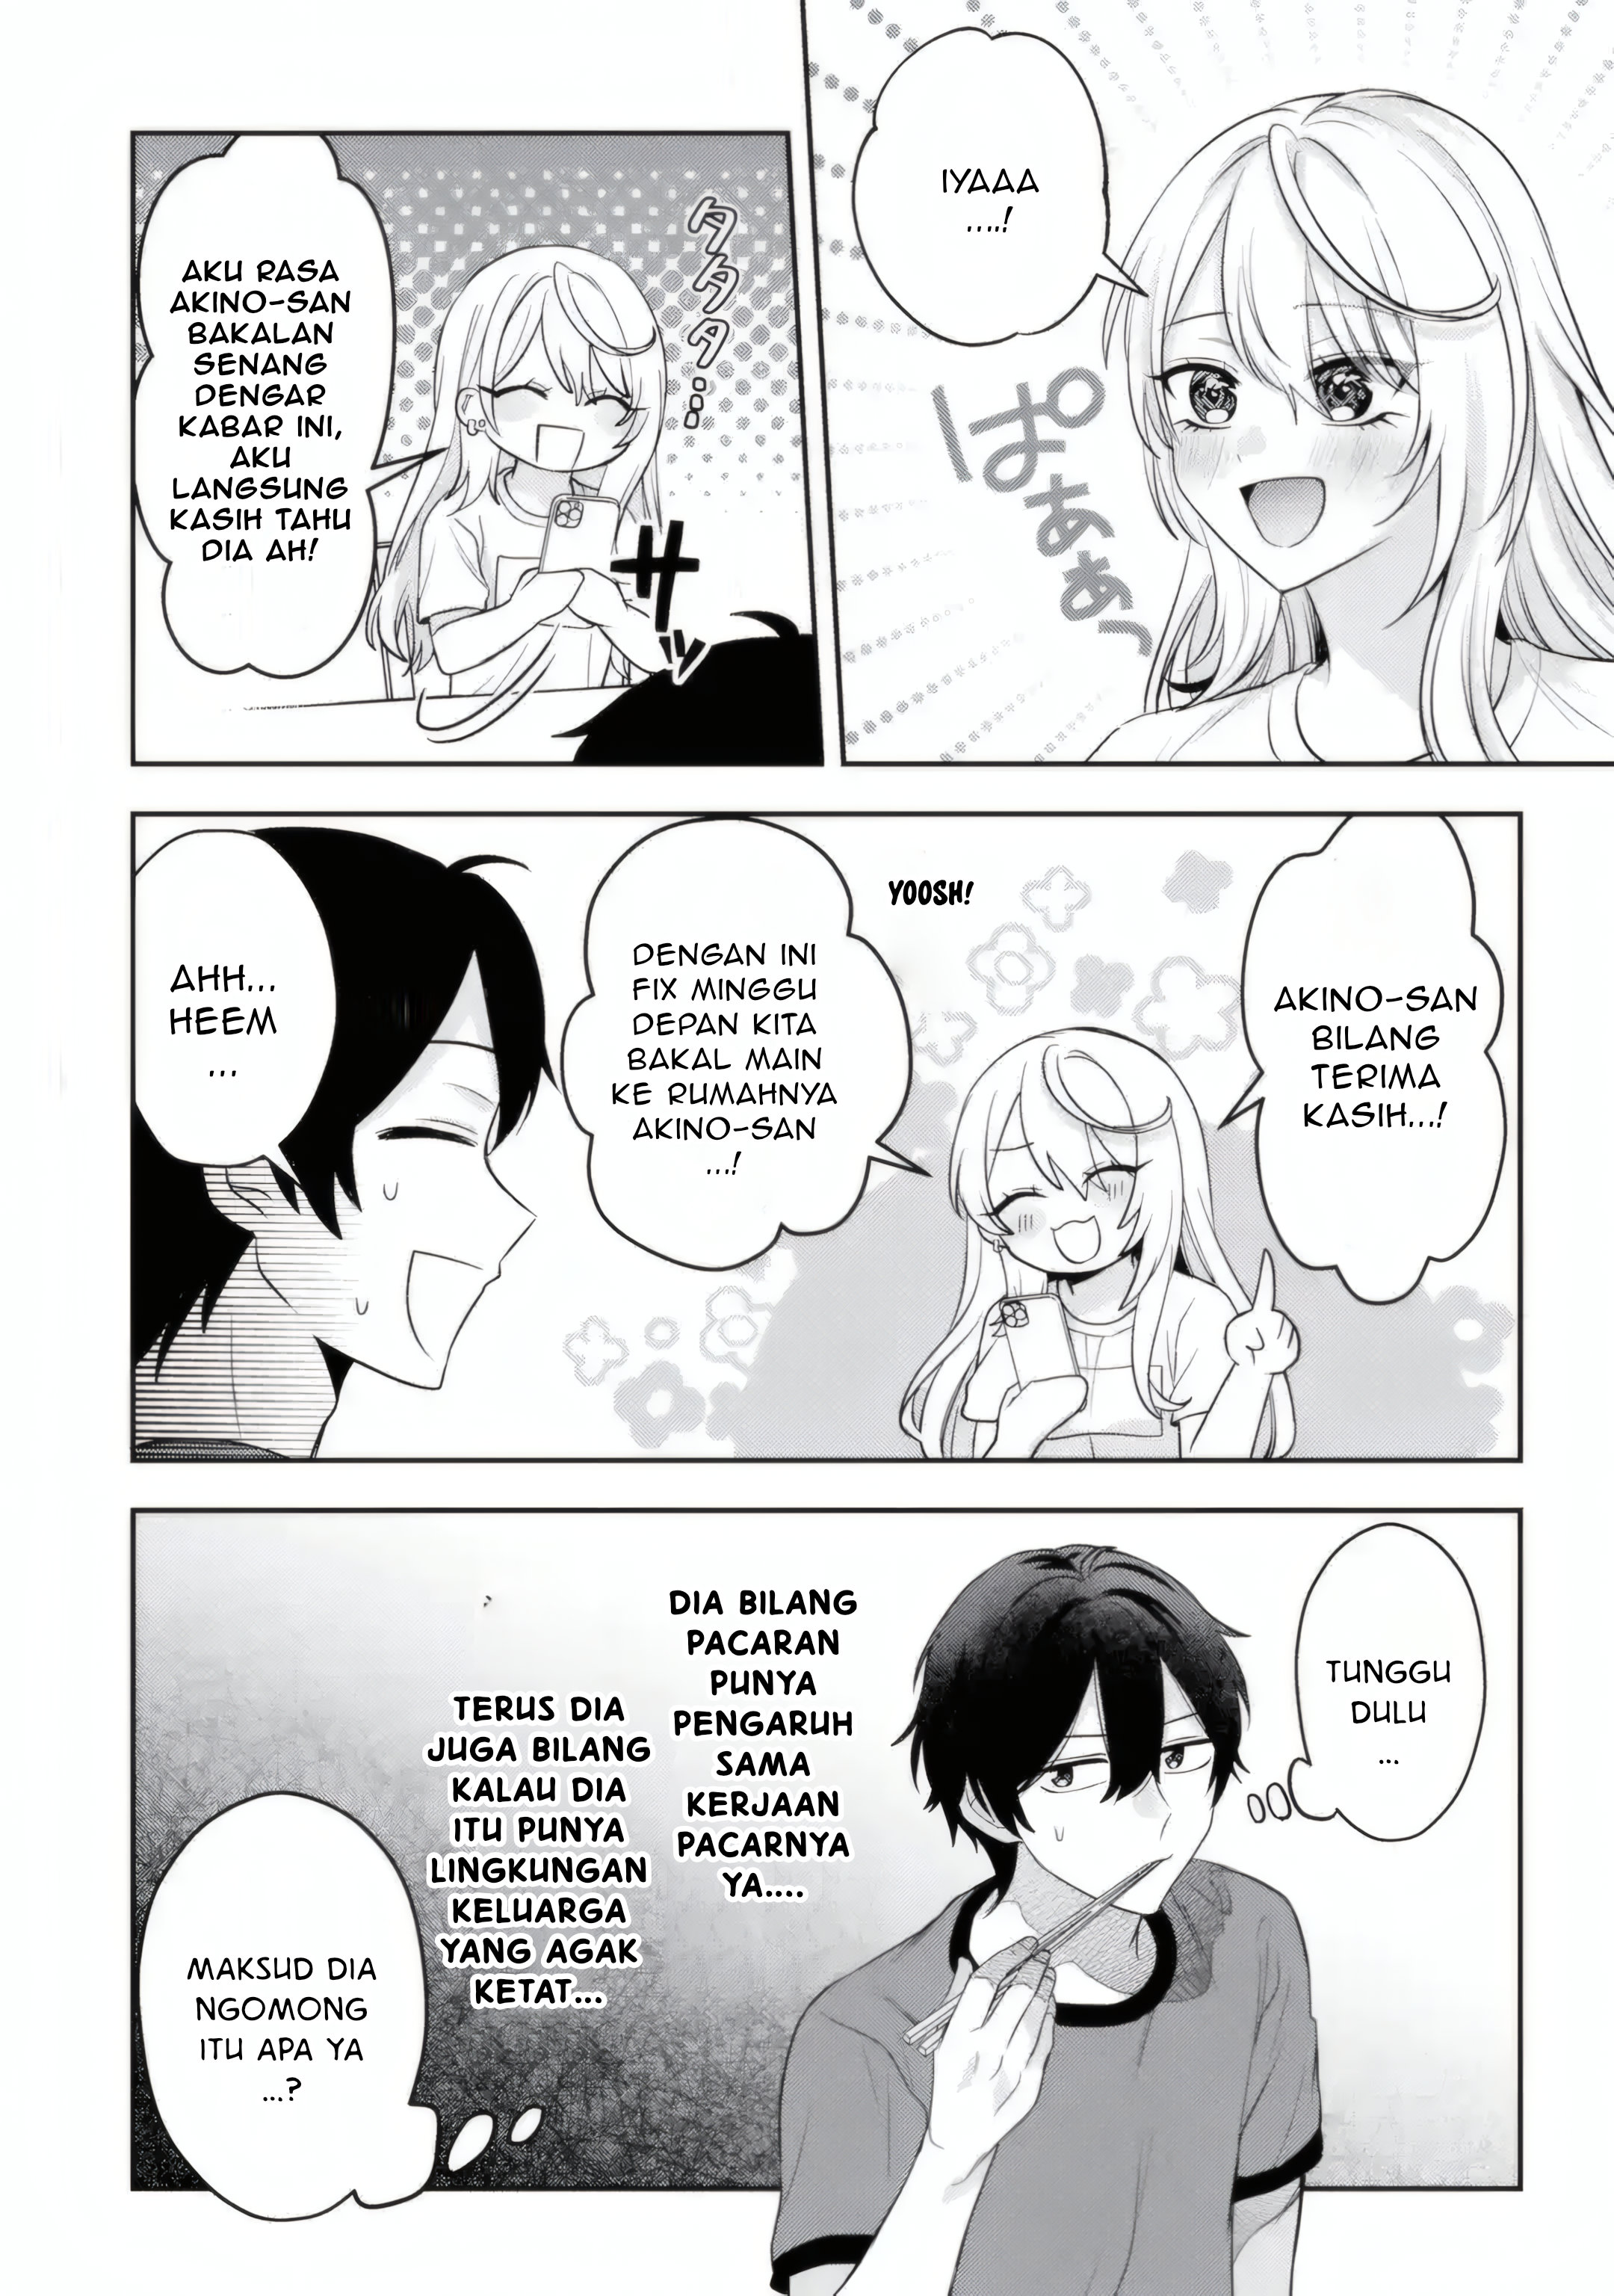 IYAAA
....!
ぱあぁっ
AKU RASA
AKINO-SAN
BAKALAN
SENANG
DENGAR
KABAR INI,
AKU
LANGSUNG
KASIH TAHU
DIA AH!
タタタ…
サッ
AKINO-SAN
BILANG
TERIMA
KASIH...!
YOOSH!
DENGAN INI
FIX MINGGU
DEPAN KITA
BAKAL MAIN
KE RUMAHNYA
AKINO-SAN
...!
AHH...
HEEM
...
TUNGGU
DULU
...
DIA BILANG
PACARAN
PUNYA
PENGARUH
SAMA
KERJAAN
PACARNYA
YA....
TERUS DIA
JUGA BILANG
KALAU DIA
ITU PUNYA
LINGKUNGAN
KELUARGA
YANG AGAK
KETAT...
MAKSUD DIA
NGOMONG
ITU APA YA
...?